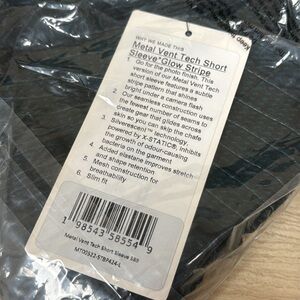 WHY WE MADE THIS
Metal Vent Tech Short
Sleeve*Glow Stripe
1. Go for the photo finish. This
version of our Metal Vent Tech
short sleeve features a subtle
stripe pattern that shines
bright under a camera flash
2. Our seamless construction uses
the fewest number of seams to
create gear that glides across
skin so you can skip the chafe
3. Silverescent™ technology,
powered by X-STATIC®, inhibits
the growth of odour-causing
bacteria on the garment
4. Added elastane improves stretch
and shape retention
5. Mesh construction for
breathability
6. Slim fit
1 98543 58554 9
Metal Vent Tech Short Sleeve